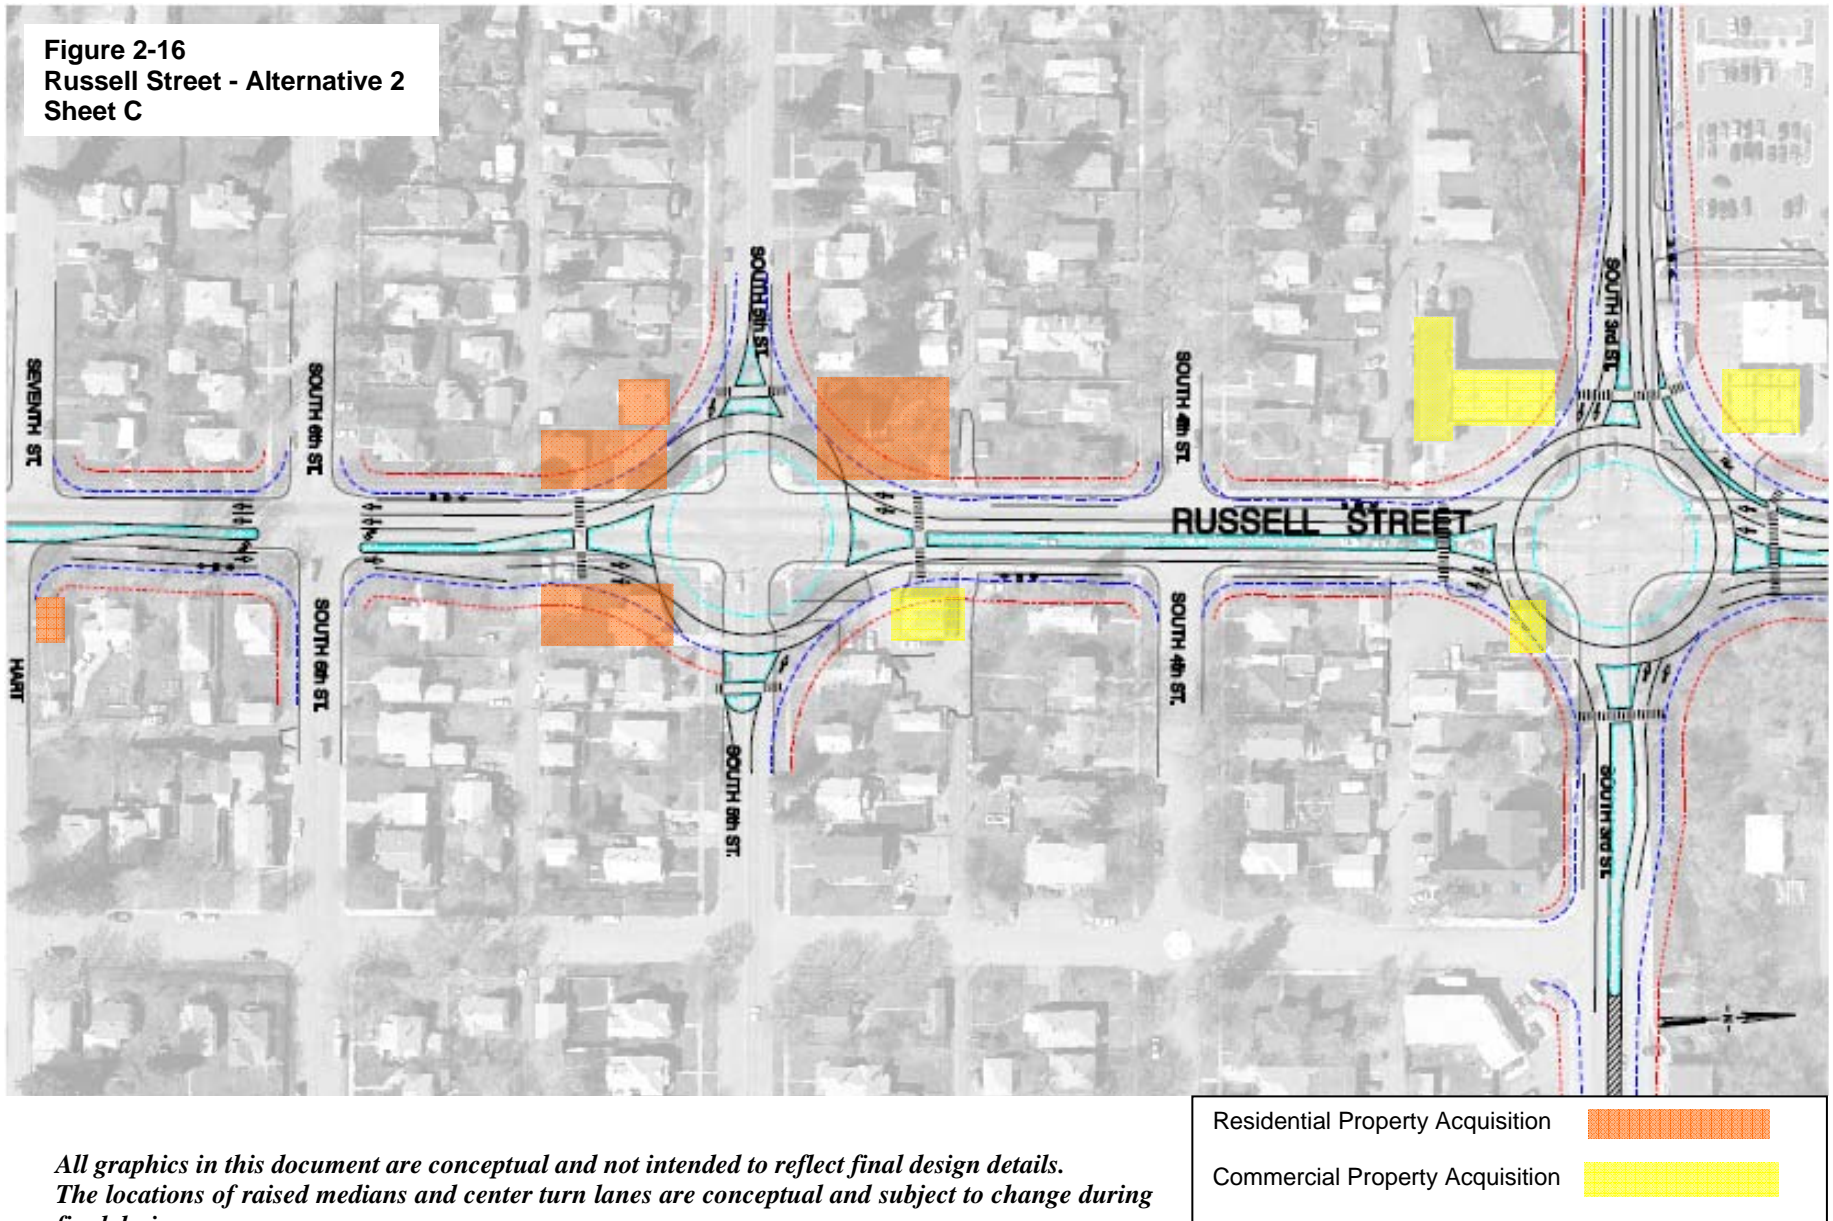 Figure 2-16
Russell Street - Alternative 2
Sheet C
SOUTH 5th ST.
SOUTH 3rd ST.
SEVENTH ST.
SOUTH 6th ST.
SOUTH 4th ST.
RUSSELL STREET
HART
SOUTH 6th ST.
SOUTH 4th ST.
SOUTH 5th ST.
SOUTH 3rd ST.
N
Residential Property Acquisition
Commercial Property Acquisition
All graphics in this document are conceptual and not intended to reflect final design details.
The locations of raised medians and center turn lanes are conceptual and subject to change during